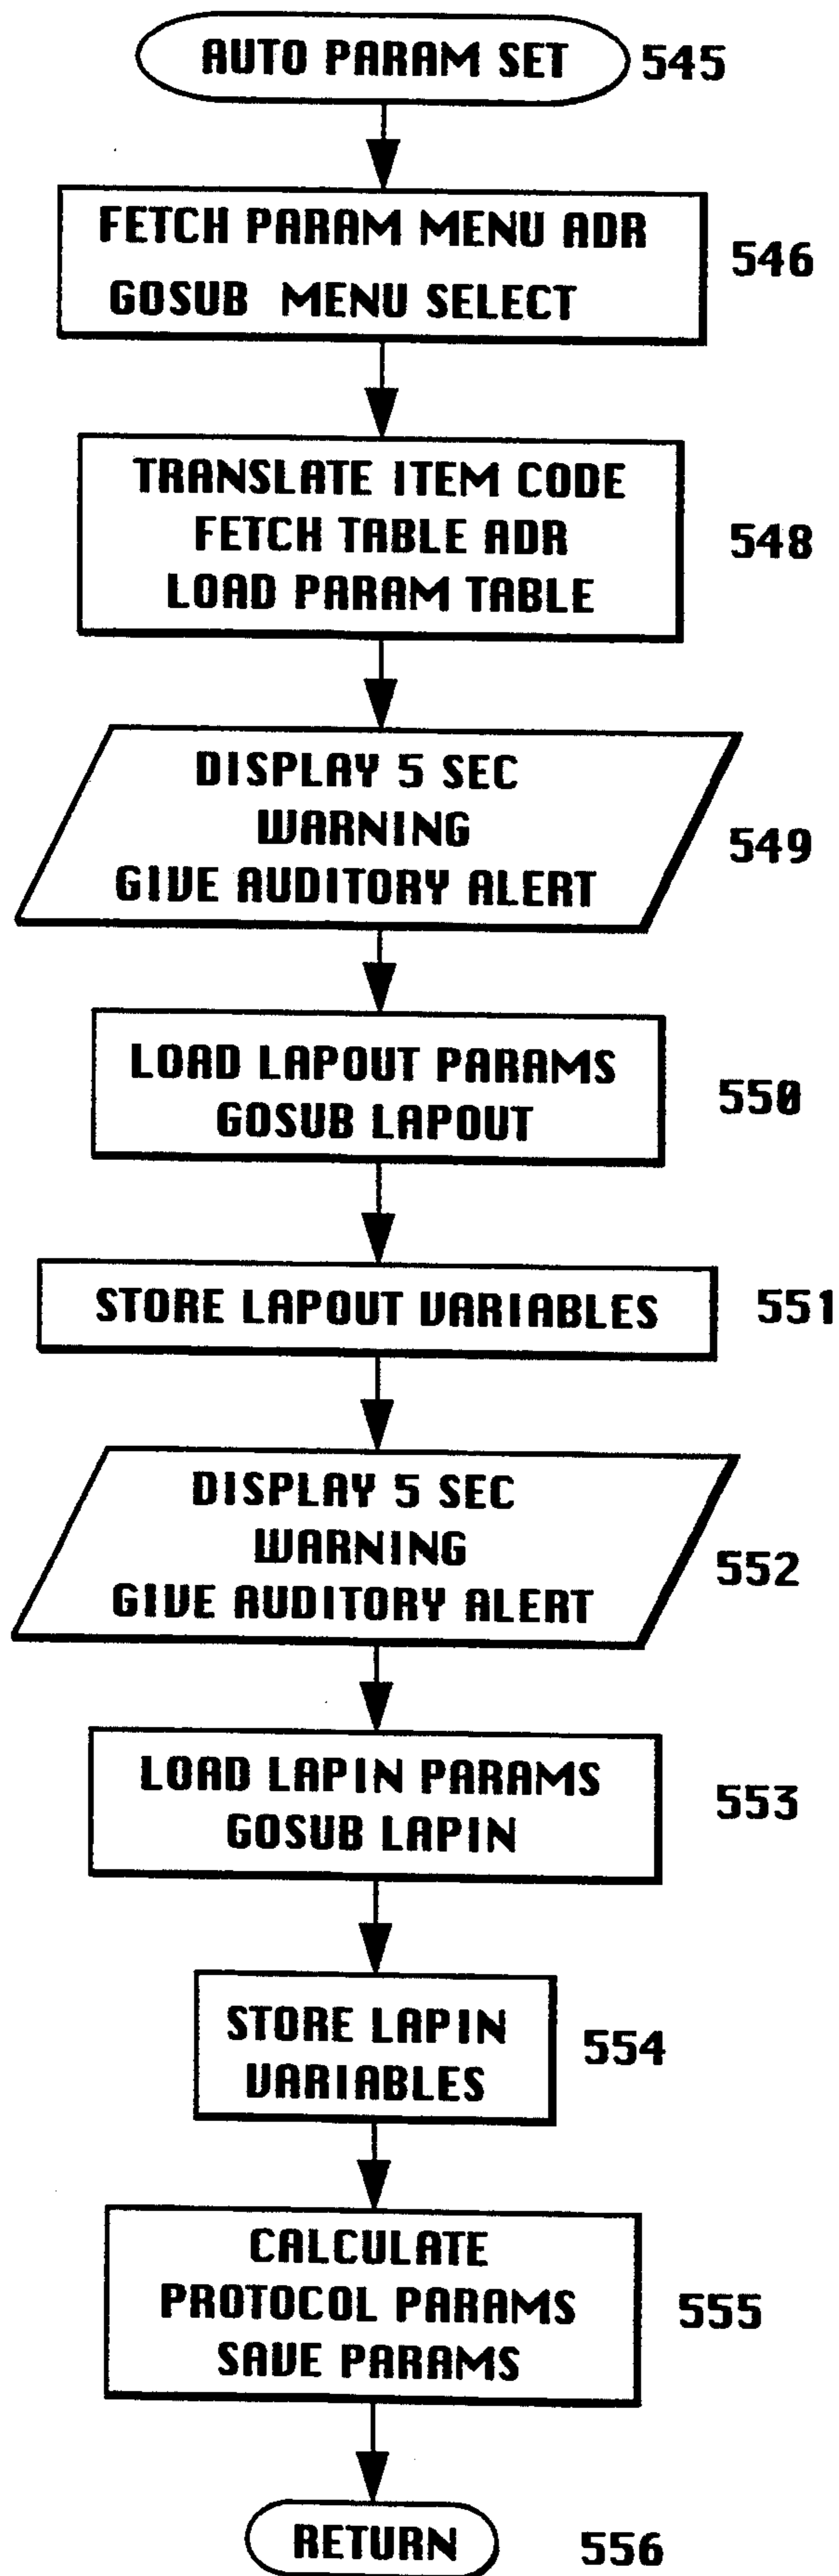 AUTO PARAM SET 545
FETCH PARAM MENU ADR
GOSUB MENU SELECT
546
TRANSLATE ITEM CODE
FETCH TABLE ADR
LOAD PARAM TABLE
548
DISPLAY 5 SEC
WARNING
GIVE AUDITORY ALERT
549
LOAD LAPOUT PARAMS
GOSUB LAPOUT
550
STORE LAPOUT VARIABLES 551
DISPLAY 5 SEC
WARNING
GIVE AUDITORY ALERT
552
LOAD LAPIN PARAMS
GOSUB LAPIN
553
STORE LAPIN
VARIABLES
554
CALCULATE
PROTOCOL PARAMS
SAVE PARAMS
555
RETURN 556